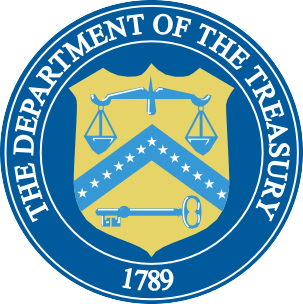 THE DEPARTMENT OF THE TREASURY
1789